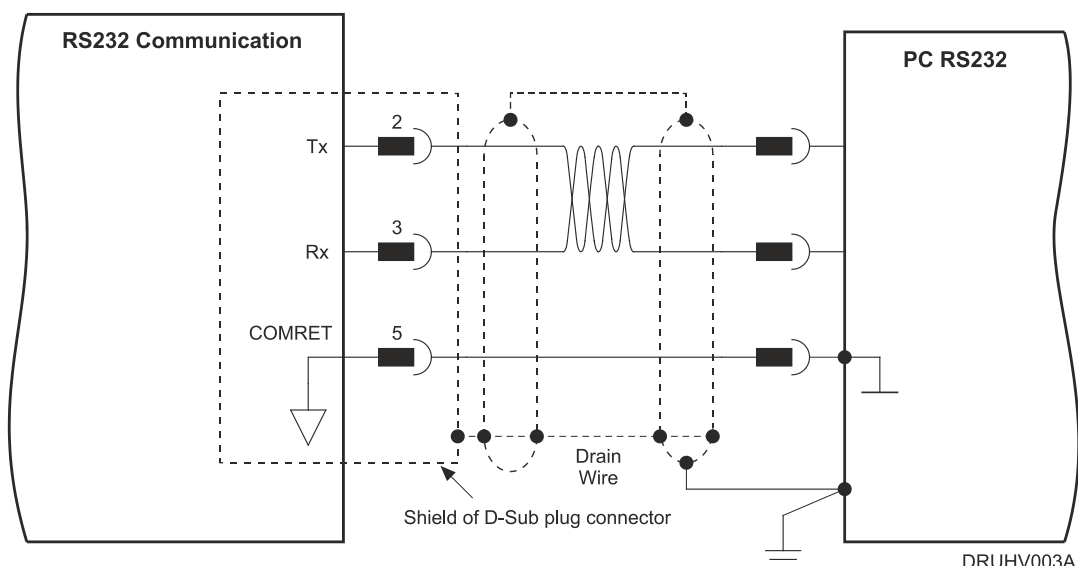 RS232 Communication
PC RS232
Tx
2
Rx
3
COMRET
5
Drain
Wire
Shield of D-Sub plug connector
DRUHV003A